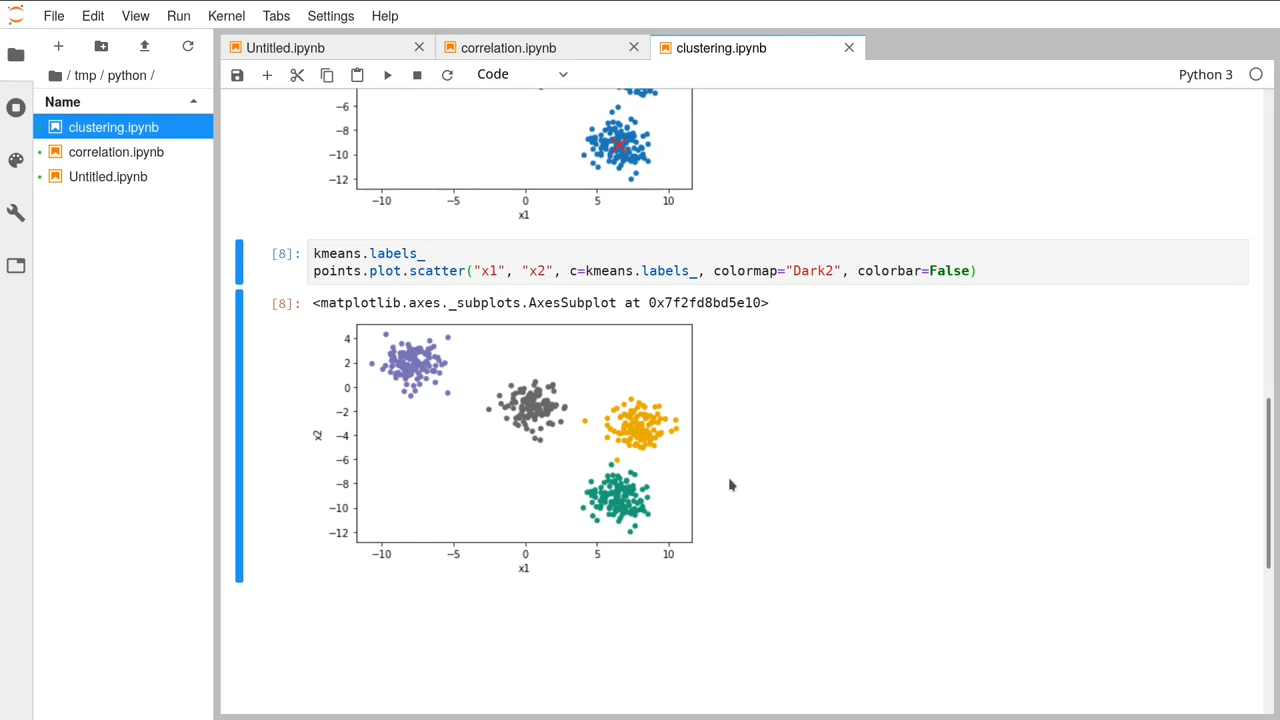 File Edit View Run Kernel Tabs Settings Help
Untitled.ipynb
correlation.ipynb
clustering.ipynb
/ tmp / python /
Code
Python 3
Name
clustering.ipynb
correlation.ipynb
Untitled.ipynb
−6
−8
−10
−12
−10 −5 0 5 10
x1
[8]:
kmeans.labels_
points.plot.scatter("x1", "x2", c=kmeans.labels_, colormap="Dark2", colorbar=False)
[8]:
<matplotlib.axes._subplots.AxesSubplot at 0x7f2fd8bd5e10>
4
2
0
−2
−4
−6
−8
−10
−12
x2
−10 −5 0 5 10
x1